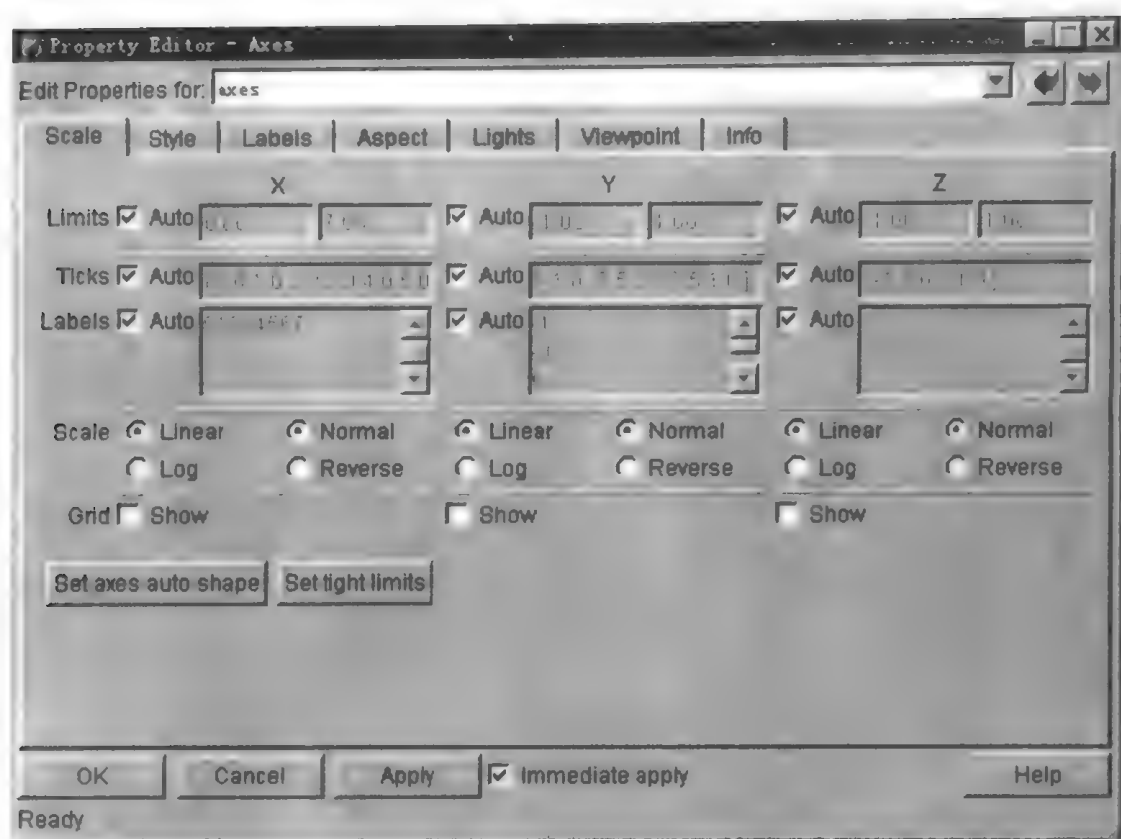 Property Editor - Axes
Edit Properties for: axes
Scale Style Labels Aspect Lights Viewpoint Info
X Y Z
Limits Auto Auto Auto
Ticks Auto Auto Auto
Labels Auto Auto Auto
Scale Linear Normal Linear Normal Linear Normal
Log Reverse Log Reverse Log Reverse
Grid Show Show Show
Set axes auto shape Set tight limits
OK Cancel Apply Immediate apply Help
Ready